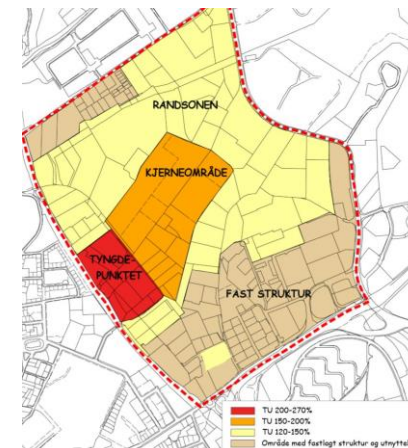 RANDSONEN
KJERNEOMRÅDE
TYNGDE-
PUNKTET
FAST STRUKTUR
TU 200-270%
TU 150-200%
TU 120-150%
Område med fastlagt struktur og